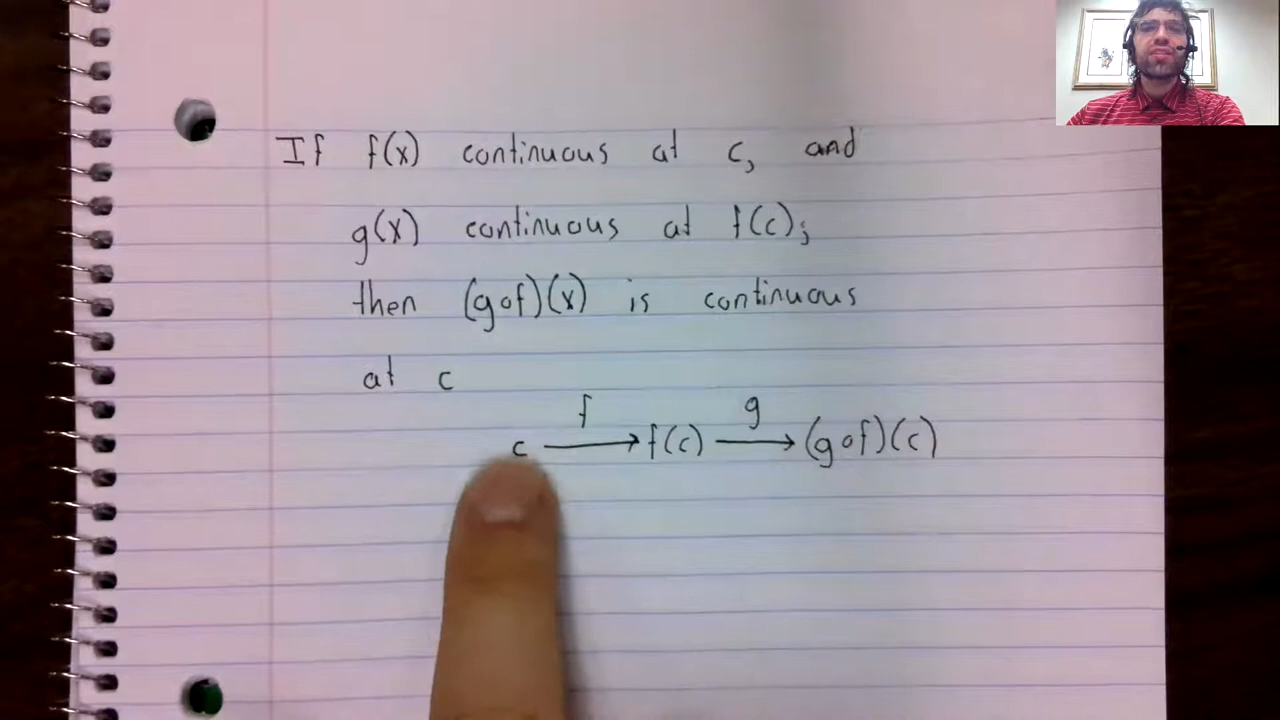 If f(x) continuous at c, and
g(x) continuous at f(c);
then (g∘f)(x) is continuous
at c
f g
c ⟶ f(c) ⟶ (g∘f)(c)